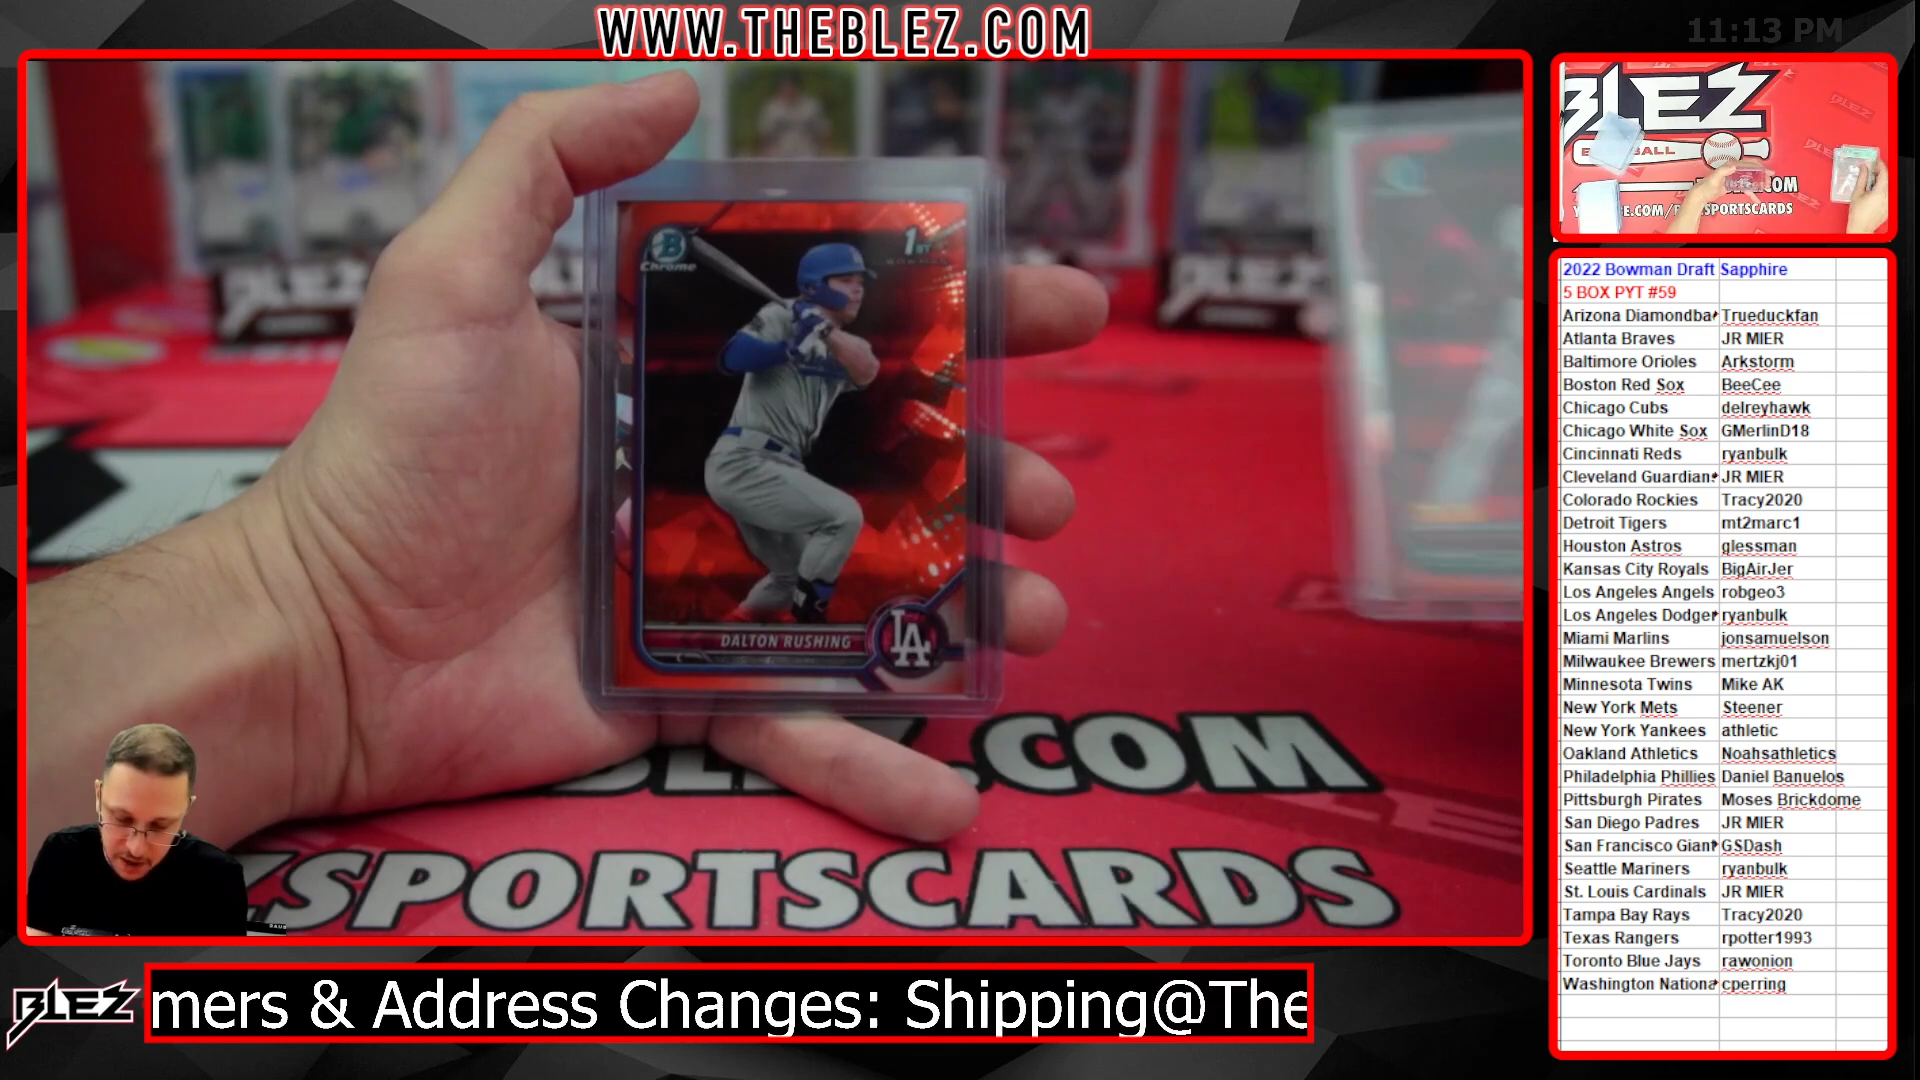 WWW.THEBLEZ.COM
11:13 PM
Chrome
1ST
BOWMAN
DALTON RUSHING
LA
.COM
SPORTSCARDS
BLEZ
mers & Address Changes: Shipping@The
BLEZ
.COM
SPORTSCARDS
2022 Bowman Draft Sapphire
5 BOX PYT #59
Arizona Diamondba Trueduckfan
Atlanta Braves JR MIER
Baltimore Orioles Arkstorm
Boston Red Sox BeeCee
Chicago Cubs delreyhawk
Chicago White Sox GMerlinD18
Cincinnati Reds ryanbulk
Cleveland Guardians JR MIER
Colorado Rockies Tracy2020
Detroit Tigers mt2marc1
Houston Astros glessman
Kansas City Royals BigAirJer
Los Angeles Angels robgeo3
Los Angeles Dodger ryanbulk
Miami Marlins jonsamuelson
Milwaukee Brewers mertzkj01
Minnesota Twins Mike AK
New York Mets Steener
New York Yankees athletic
Oakland Athletics Noahsathletics
Philadelphia Phillies Daniel Banuelos
Pittsburgh Pirates Moses Brickdome
San Diego Padres JR MIER
San Francisco Giant GSDash
Seattle Mariners ryanbulk
St. Louis Cardinals JR MIER
Tampa Bay Rays Tracy2020
Texas Rangers rpotter1993
Toronto Blue Jays rawonion
Washington Nationa cperring